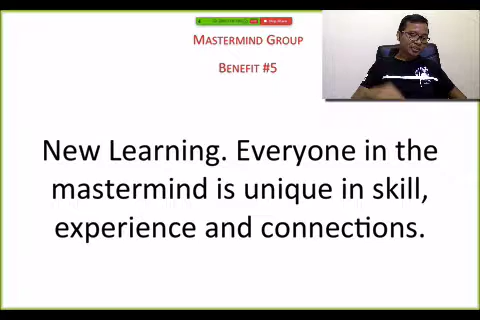 MASTERMIND GROUP
BENEFIT #5
New Learning. Everyone in the
mastermind is unique in skill,
experience and connections.